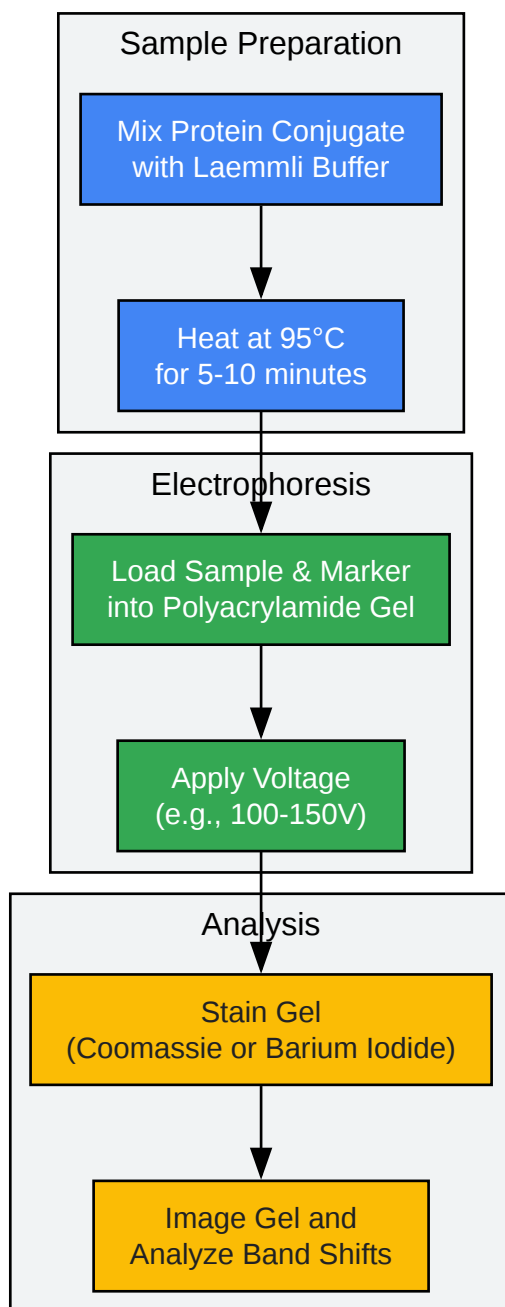 Sample Preparation
Mix Protein Conjugate
with Laemmli Buffer
Heat at 95°C
for 5-10 minutes
Electrophoresis
Load Sample & Marker
into Polyacrylamide Gel
Apply Voltage
(e.g., 100-150V)
Analysis
Stain Gel
(Coomassie or Barium Iodide)
Image Gel and
Analyze Band Shifts